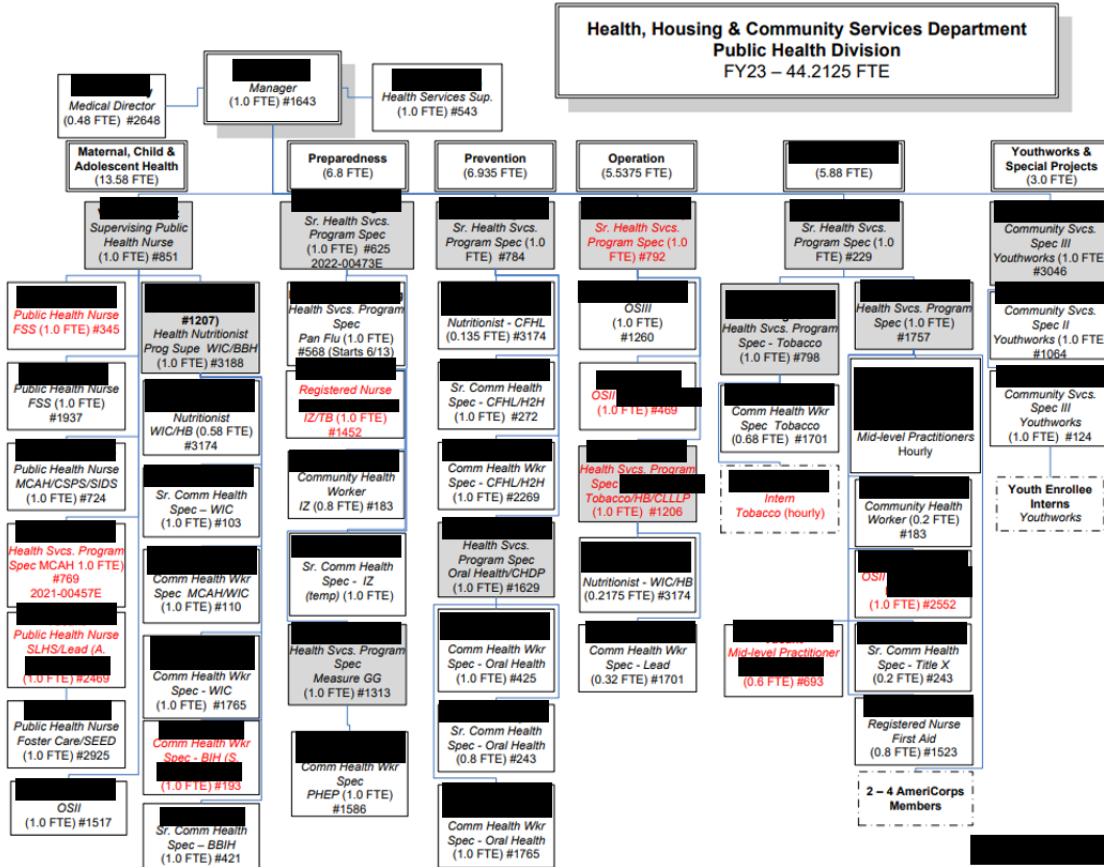 Health, Housing & Community Services Department
Public Health Division
FY23 – 44.2125 FTE
Manager
(1.0 FTE) #1643
Medical Director
(0.48 FTE) #2648
Health Services Sup.
(1.0 FTE) #543
Maternal, Child &
Adolescent Health
(13.58 FTE)
Preparedness
(6.8 FTE)
Prevention
(6.935 FTE)
Operation
(5.5375 FTE)
(5.88 FTE)
Youthworks &
Special Projects
(3.0 FTE)
Supervising Public
Health Nurse
(1.0 FTE) #851
Public Health Nurse
FSS (1.0 FTE) #345
Public Health Nurse
FSS (1.0 FTE)
#1937
Public Health Nurse
MCAH/CSPS/SIDS
(1.0 FTE) #724
Health Svcs. Program
Spec MCAH 1.0 FTE)
#769
2021-00457E
Public Health Nurse
SLHS/Lead (A.
(1.0 FTE) #2469
Public Health Nurse
Foster Care/SEED
(1.0 FTE) #2925
OSII
(1.0 FTE) #1517
#1207)
Health Nutritionist
Prog Supe WIC/BBH
(1.0 FTE) #3188
Nutritionist
WIC/HB (0.58 FTE)
#3174
Sr. Comm Health
Spec – WIC
(1.0 FTE) #103
Comm Health Wkr
Spec MCAH/WIC
(1.0 FTE) #110
Comm Health Wkr
Spec - WIC
(1.0 FTE) #1765
Comm Health Wkr
Spec - BIH (S.
(1.0 FTE) #193
Sr. Comm Health
Spec – BBIH
(1.0 FTE) #421
Sr. Health Svcs.
Program Spec
(1.0 FTE) #625
2022-00473E
Health Svcs. Program
Spec
Pan Flu (1.0 FTE)
#568 (Starts 6/13)
Registered Nurse
IZ/TB (1.0 FTE)
#1452
Community Health
Worker
IZ (0.8 FTE) #183
Sr. Comm Health
Spec - IZ
(temp) (1.0 FTE)
Health Svcs. Program
Spec
Measure GG
(1.0 FTE) #1313
Comm Health Wkr
Spec
PHEP (1.0 FTE)
#1586
Sr. Health Svcs.
Program Spec (1.0
FTE) #784
Nutritionist - CFHL
(0.135 FTE) #3174
Sr. Comm Health
Spec - CFHL/H2H
(1.0 FTE) #272
Comm Health Wkr
Spec - CFHL/H2H
(1.0 FTE) #2269
Health Svcs.
Program Spec
Oral Health/CHDP
(1.0 FTE) #1629
Comm Health Wkr
Spec - Oral Health
(1.0 FTE) #425
Sr. Comm Health
Spec - Oral Health
(0.8 FTE) #243
Comm Health Wkr
Spec - Oral Health
(1.0 FTE) #1765
Sr. Health Svcs.
Program Spec (1.0
FTE) #792
OSIII
(1.0 FTE)
#1260
OSII
(1.0 FTE) #469
Health Svcs. Program
Spec
Tobacco/HB/CLLLP
(1.0 FTE) #1206
Nutritionist - WIC/HB
(0.2175 FTE) #3174
Comm Health Wkr
Spec - Lead
(0.32 FTE) #1701
Sr. Health Svcs.
Program Spec (1.0
FTE) #229
Health Svcs. Program
Spec - Tobacco
(1.0 FTE) #798
Comm Health Wkr
Spec Tobacco
(0.68 FTE) #1701
Intern
Tobacco (hourly)
Mid-level Practitioner
(0.6 FTE) #693
Health Svcs. Program
Spec (1.0 FTE)
#1757
Mid-level Practitioners
Hourly
Community Health
Worker (0.2 FTE)
#183
OSII
(1.0 FTE) #2552
Sr. Comm Health
Spec - Title X
(0.2 FTE) #243
Registered Nurse
First Aid
(0.8 FTE) #1523
2 – 4 AmeriCorps
Members
Community Svs.
Spec III
Youthworks (1.0 FTE)
#3046
Community Svcs.
Spec II
Youthworks (1.0 FTE)
#1064
Community Svs.
Spec III
Youthworks
(1.0 FTE) #124
Youth Enrollee
Interns
Youthworks